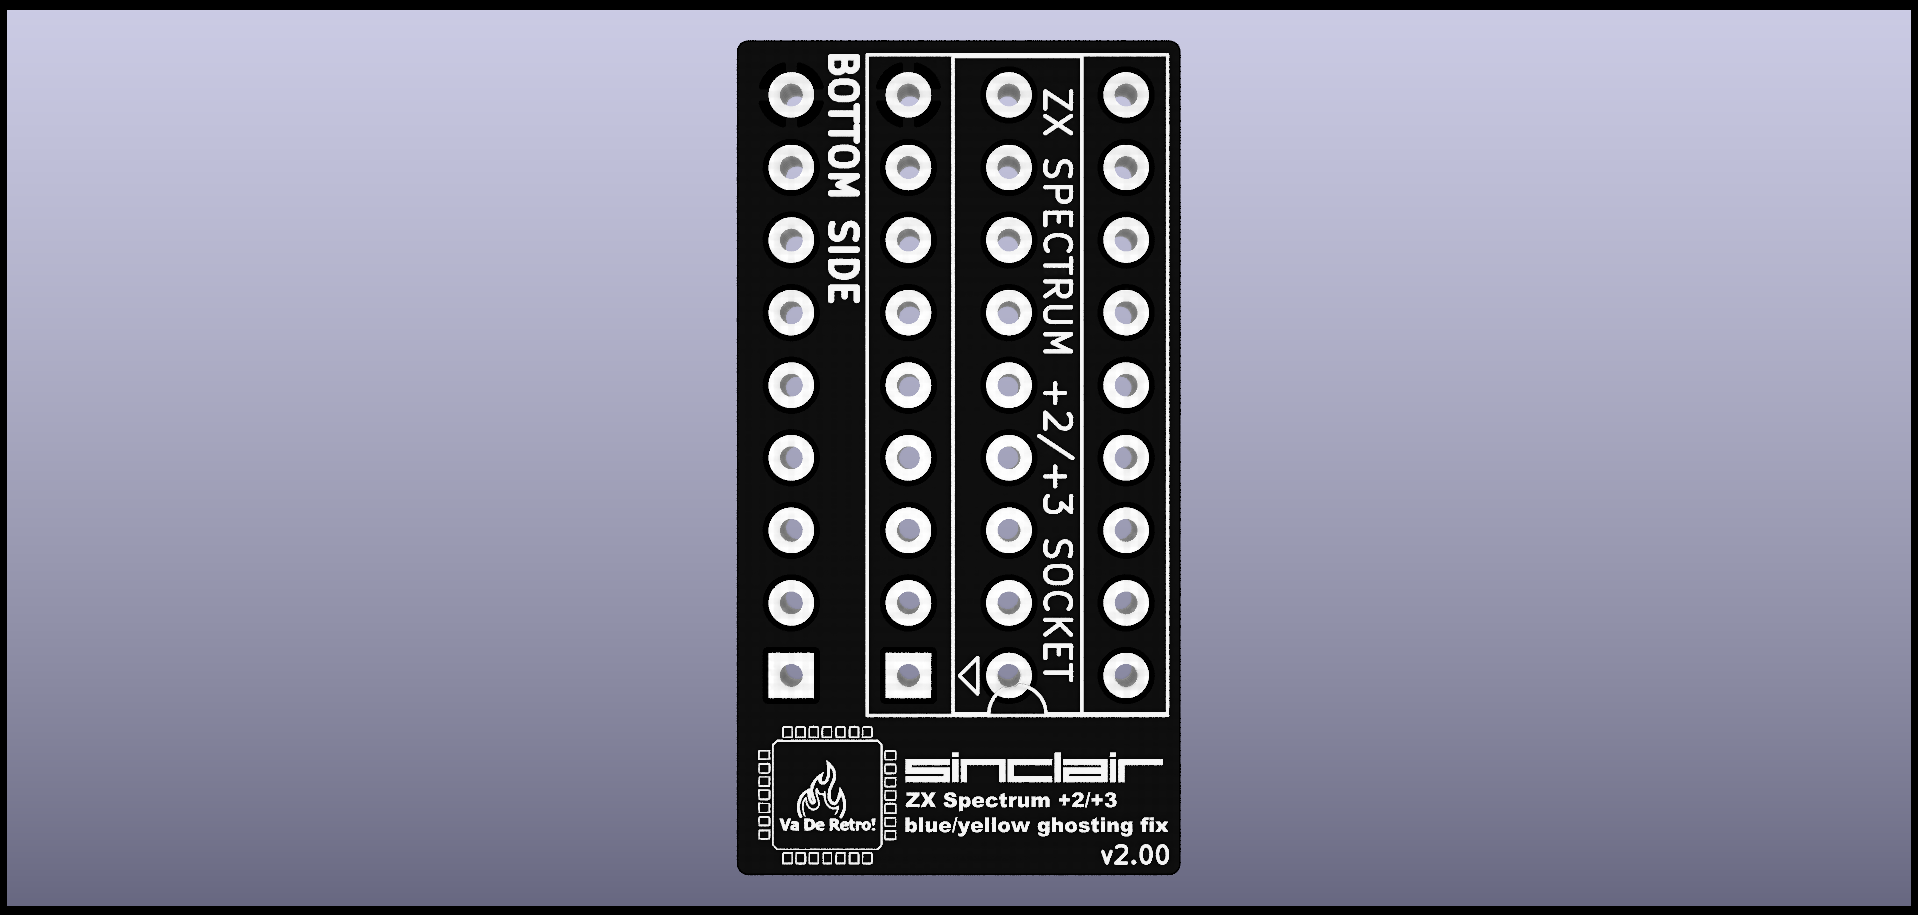 BOTTOM SIDE
ZX SPECTRUM +2/+3 SOCKET
Va De Retro!
sinclair
ZX Spectrum +2/+3
blue/yellow ghosting fix
v2.00